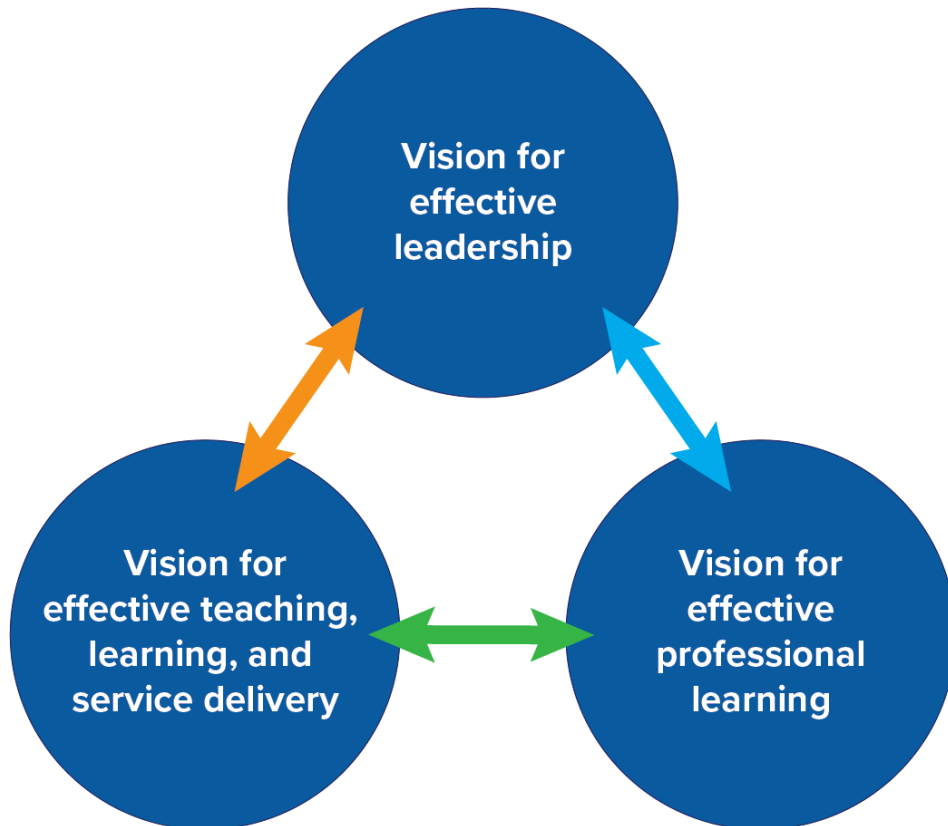 Vision for
effective
leadership
Vision for
effective teaching,
learning, and
service delivery
Vision for
effective
professional
learning